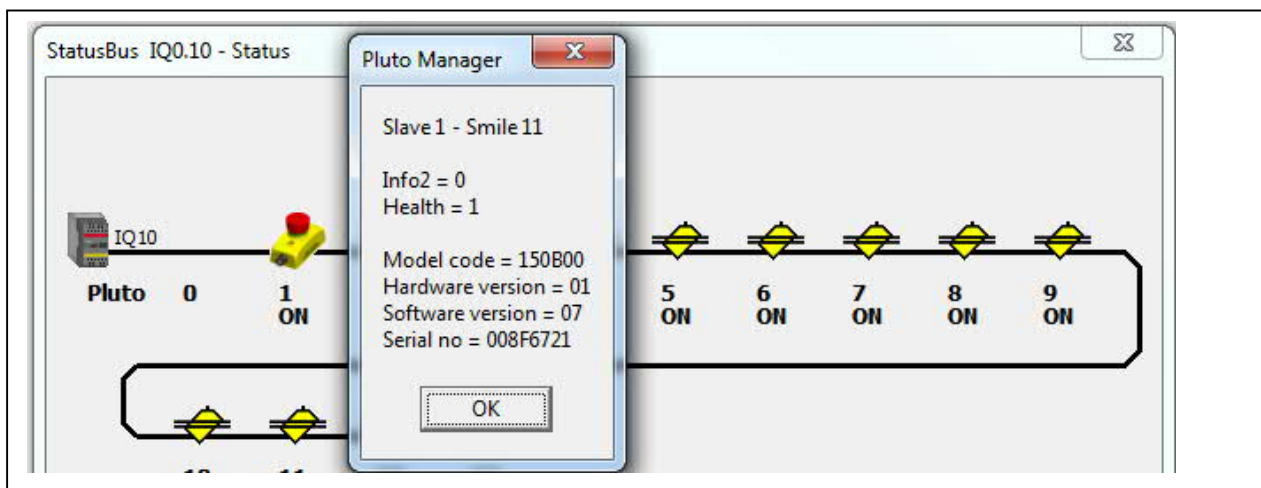 StatusBus IQ0.10 - Status
Pluto Manager
Slave 1 - Smile 11
Info2 = 0
Health = 1
Model code = 150B00
Hardware version = 01
Software version = 07
Serial no = 008F6721
OK
IQ10
Pluto 0 1 5 6 7 8 9
ON ON ON ON ON ON